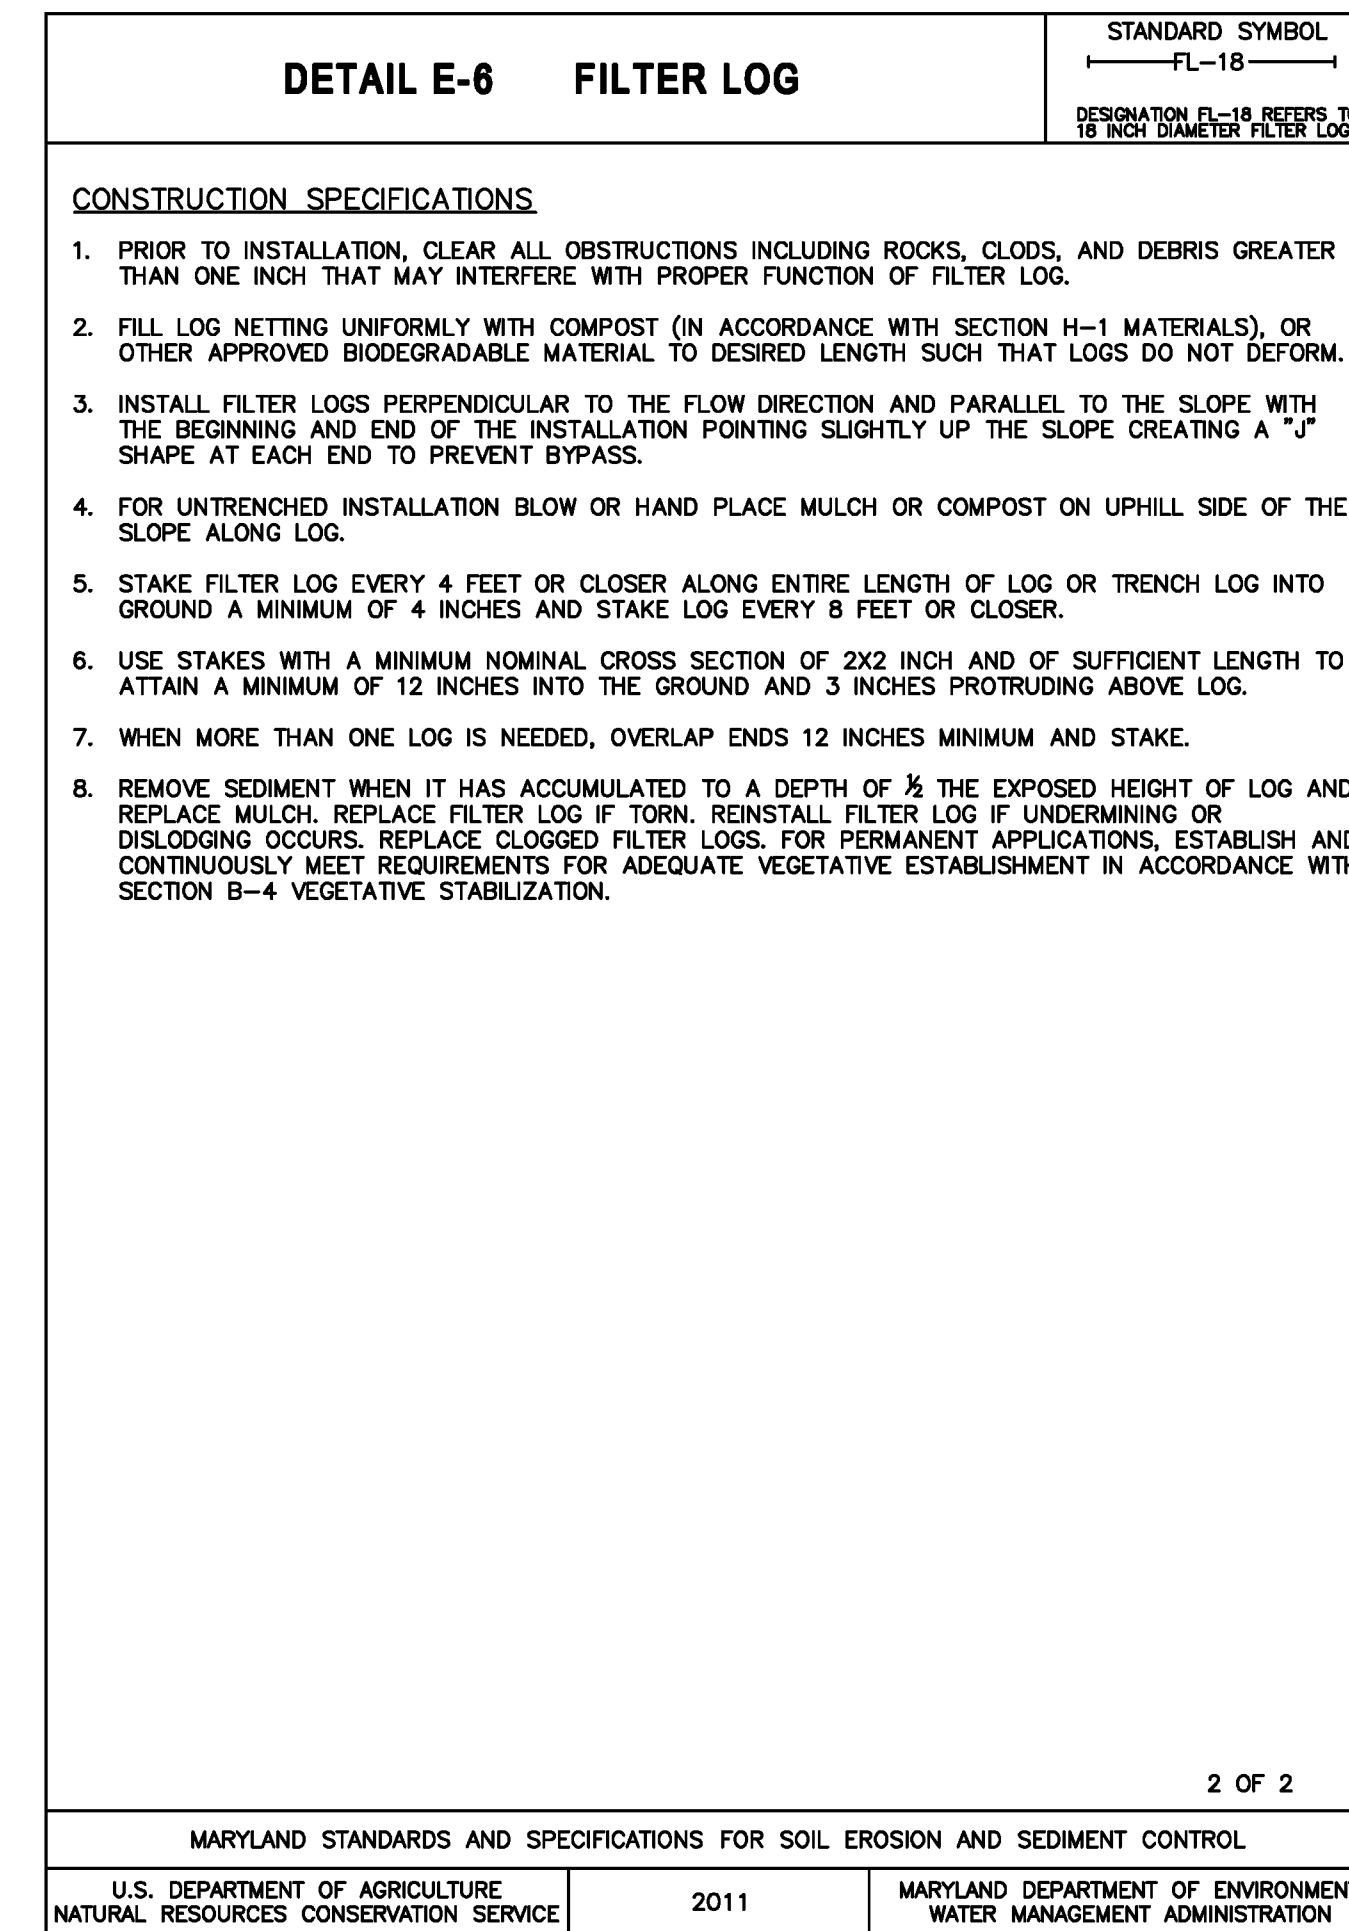 DETAIL E-6 FILTER LOG
STANDARD SYMBOL
FL-18
DESIGNATION FL-18 REFERS TO
18 INCH DIAMETER FILTER LOG
CONSTRUCTION SPECIFICATIONS
1. PRIOR TO INSTALLATION, CLEAR ALL OBSTRUCTIONS INCLUDING ROCKS, CLODS, AND DEBRIS GREATER
THAN ONE INCH THAT MAY INTERFERE WITH PROPER FUNCTION OF FILTER LOG.
2. FILL LOG NETTING UNIFORMLY WITH COMPOST (IN ACCORDANCE WITH SECTION H-1 MATERIALS), OR
OTHER APPROVED BIODEGRADABLE MATERIAL TO DESIRED LENGTH SUCH THAT LOGS DO NOT DEFORM.
3. INSTALL FILTER LOGS PERPENDICULAR TO THE FLOW DIRECTION AND PARALLEL TO THE SLOPE WITH
THE BEGINNING AND END OF THE INSTALLATION POINTING SLIGHTLY UP THE SLOPE CREATING A "J"
SHAPE AT EACH END TO PREVENT BYPASS.
4. FOR UNTRENCHED INSTALLATION BLOW OR HAND PLACE MULCH OR COMPOST ON UPHILL SIDE OF THE
SLOPE ALONG LOG.
5. STAKE FILTER LOG EVERY 4 FEET OR CLOSER ALONG ENTIRE LENGTH OF LOG OR TRENCH LOG INTO
GROUND A MINIMUM OF 4 INCHES AND STAKE LOG EVERY 8 FEET OR CLOSER.
6. USE STAKES WITH A MINIMUM NOMINAL CROSS SECTION OF 2X2 INCH AND OF SUFFICIENT LENGTH TO
ATTAIN A MINIMUM OF 12 INCHES INTO THE GROUND AND 3 INCHES PROTRUDING ABOVE LOG.
7. WHEN MORE THAN ONE LOG IS NEEDED, OVERLAP ENDS 12 INCHES MINIMUM AND STAKE.
8. REMOVE SEDIMENT WHEN IT HAS ACCUMULATED TO A DEPTH OF ½ THE EXPOSED HEIGHT OF LOG AND
REPLACE MULCH. REPLACE FILTER LOG IF TORN. REINSTALL FILTER LOG IF UNDERMINING OR
DISLODGING OCCURS. REPLACE CLOGGED FILTER LOGS. FOR PERMANENT APPLICATIONS, ESTABLISH AND
CONTINUOUSLY MEET REQUIREMENTS FOR ADEQUATE VEGETATIVE ESTABLISHMENT IN ACCORDANCE WITH
SECTION B-4 VEGETATIVE STABILIZATION.
2 OF 2
MARYLAND STANDARDS AND SPECIFICATIONS FOR SOIL EROSION AND SEDIMENT CONTROL
U.S. DEPARTMENT OF AGRICULTURE
NATURAL RESOURCES CONSERVATION SERVICE
2011
MARYLAND DEPARTMENT OF ENVIRONMENT
WATER MANAGEMENT ADMINISTRATION